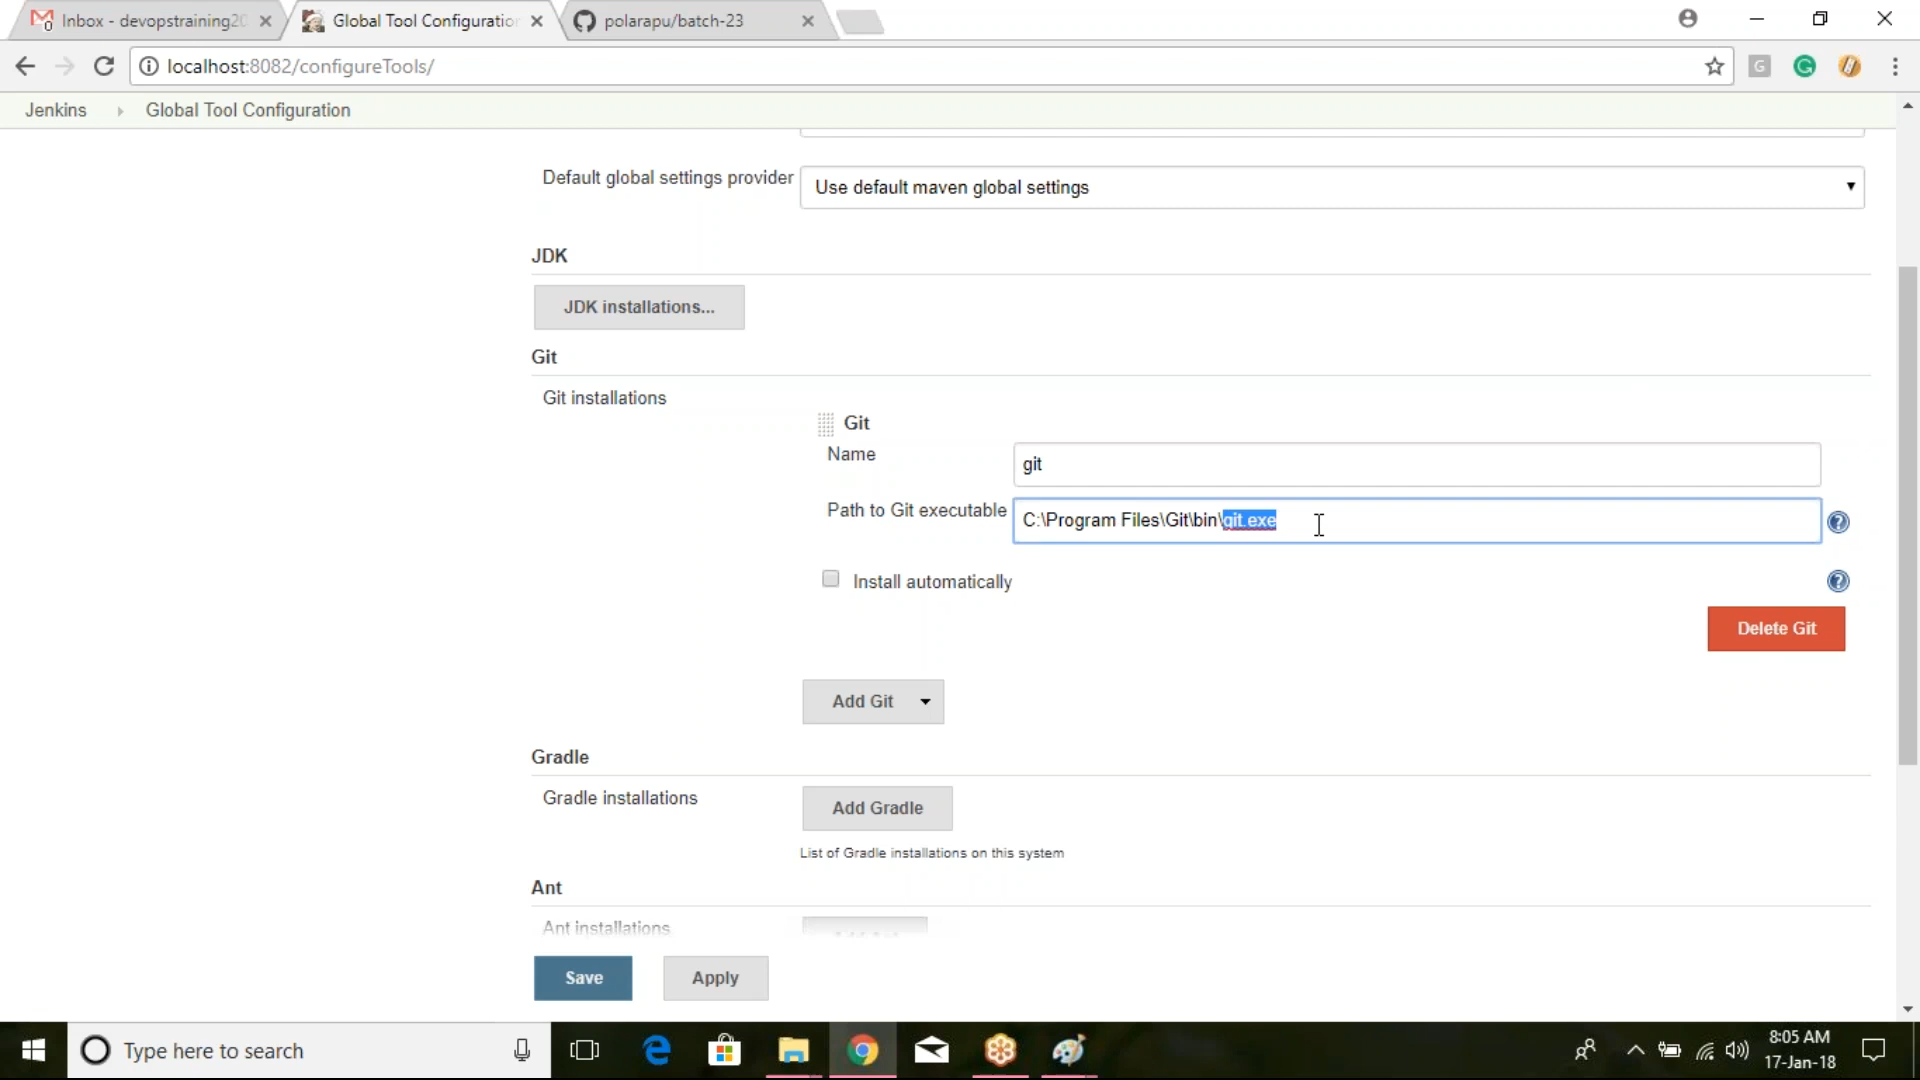 Inbox - devopstraining20
Global Tool Configuration
polarapu/batch-23
localhost:8082/configureTools/
Jenkins
Global Tool Configuration
Default global settings provider
Use default maven global settings
JDK
JDK installations...
Git
Git installations
Git
Name
git
Path to Git executable
C:\Program Files\Git\bin\git.exe
Install automatically
Delete Git
Add Git
Gradle
Gradle installations
Add Gradle
List of Gradle installations on this system
Ant
Ant installations
Save
Apply
Type here to search
8:05 AM
17-Jan-18